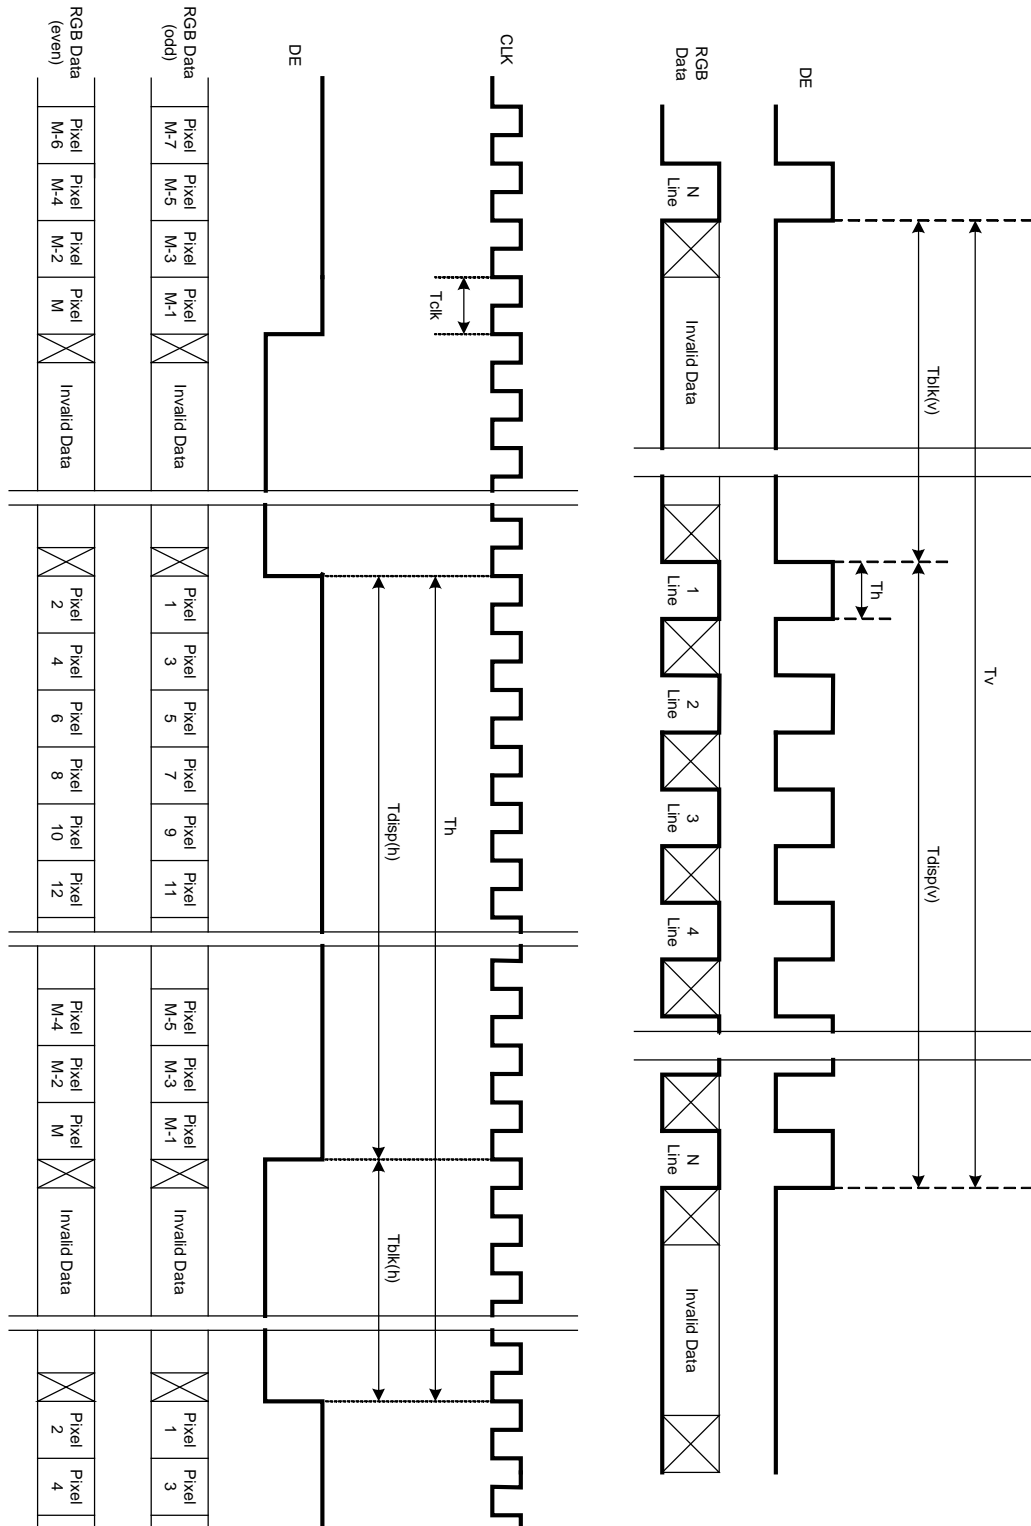 Tv
Tblk(v)
Tdisp(v)
Th
DE
RGB
Data
N
Line
Invalid Data
1
Line
2
Line
3
Line
4
Line
N
Line
Invalid Data
CLK
Tclk
Th
Tdisp(h)
Tblk(h)
DE
RGB Data
(odd)
Pixel
M-7
Pixel
M-5
Pixel
M-3
Pixel
M-1
Invalid Data
Pixel
1
Pixel
3
Pixel
5
Pixel
7
Pixel
9
Pixel
11
Pixel
M-5
Pixel
M-3
Pixel
M-1
Invalid Data
Pixel
1
Pixel
3
RGB Data
(even)
Pixel
M-6
Pixel
M-4
Pixel
M-2
Pixel
M
Invalid Data
Pixel
2
Pixel
4
Pixel
6
Pixel
8
Pixel
10
Pixel
12
Pixel
M-4
Pixel
M-2
Pixel
M
Invalid Data
Pixel
2
Pixel
4